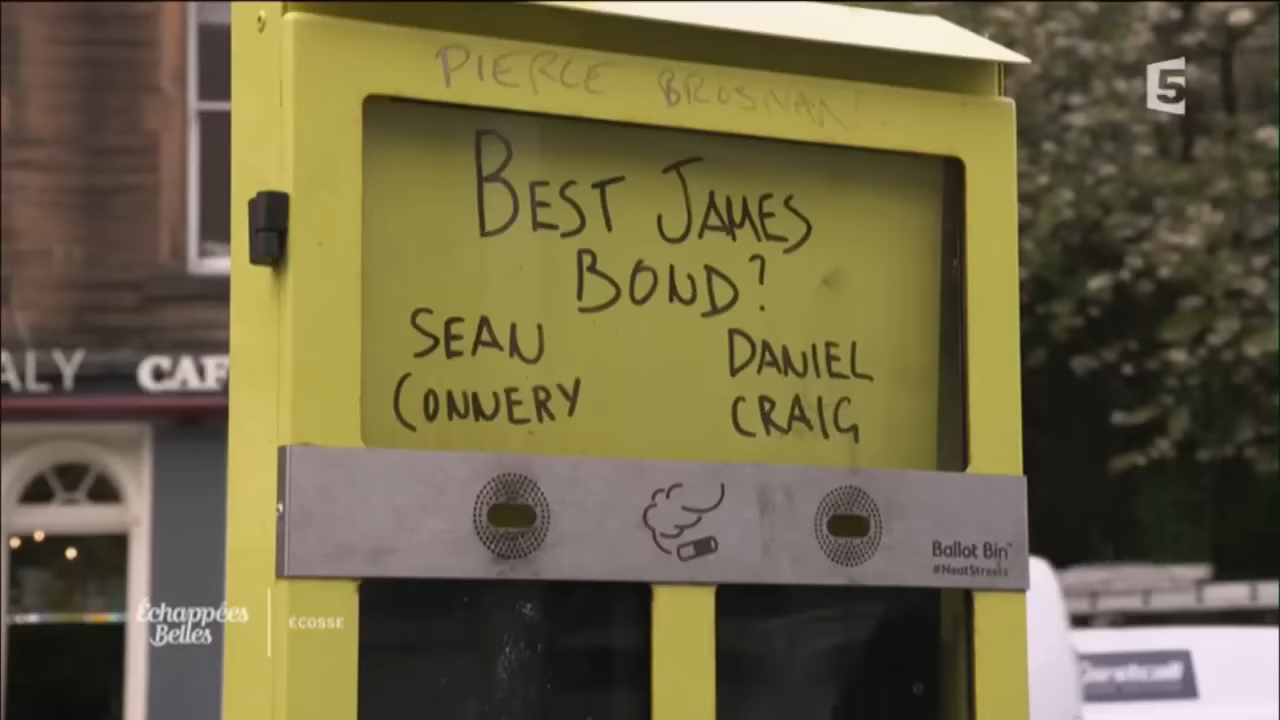 PIERCE BROSNAN
5
BEST JAMES
BOND?
SEAN
CONNERY
DANIEL
CRAIG
ALY CAF
Ballot Bin
#NeatStreets
Échappées
Belles
ÉCOSSE